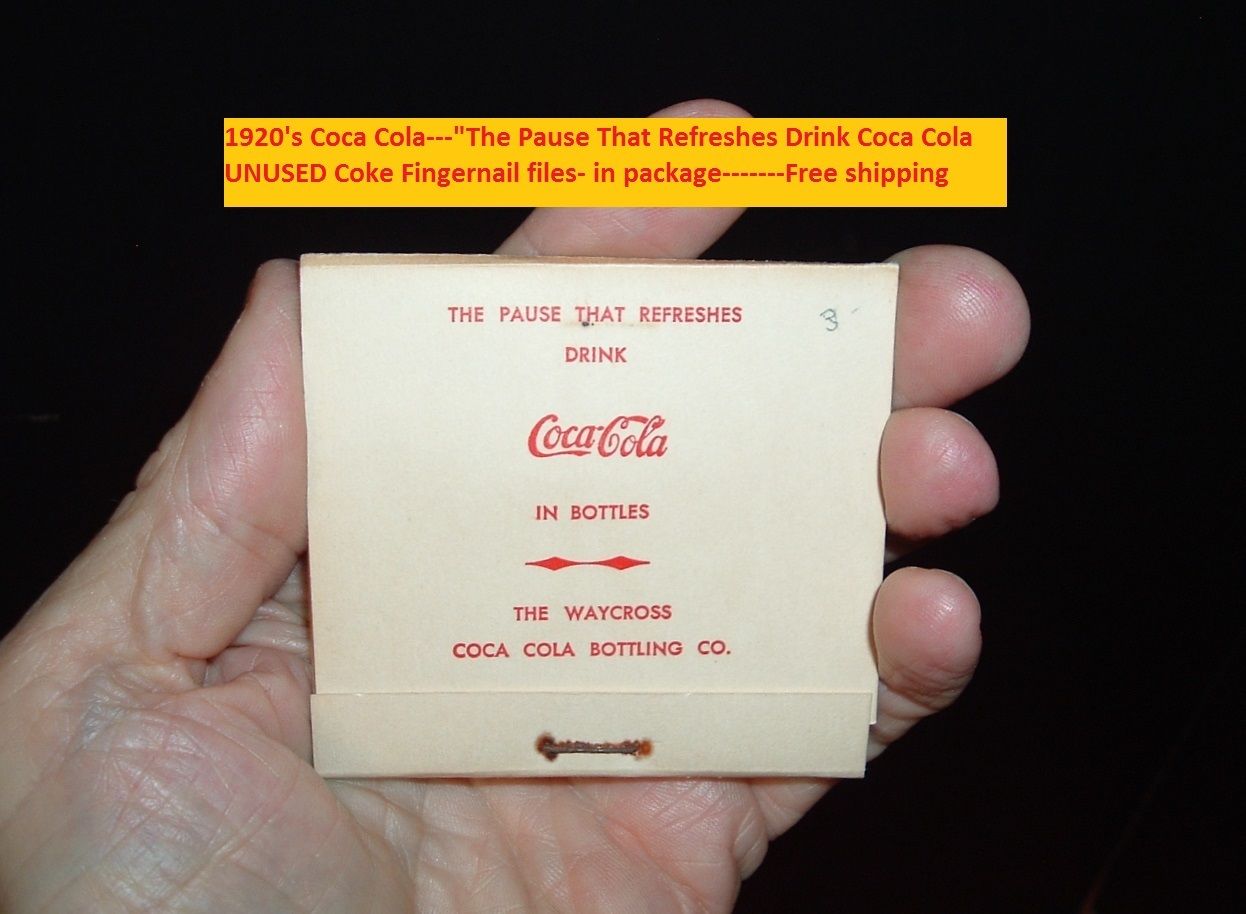 1920's Coca Cola---"The Pause That Refreshes Drink Coca Cola
UNUSED Coke Fingernail files- in package-------Free shipping
THE PAUSE THAT REFRESHES
DRINK
Coca-Cola
IN BOTTLES
THE WAYCROSS
COCA COLA BOTTLING CO.